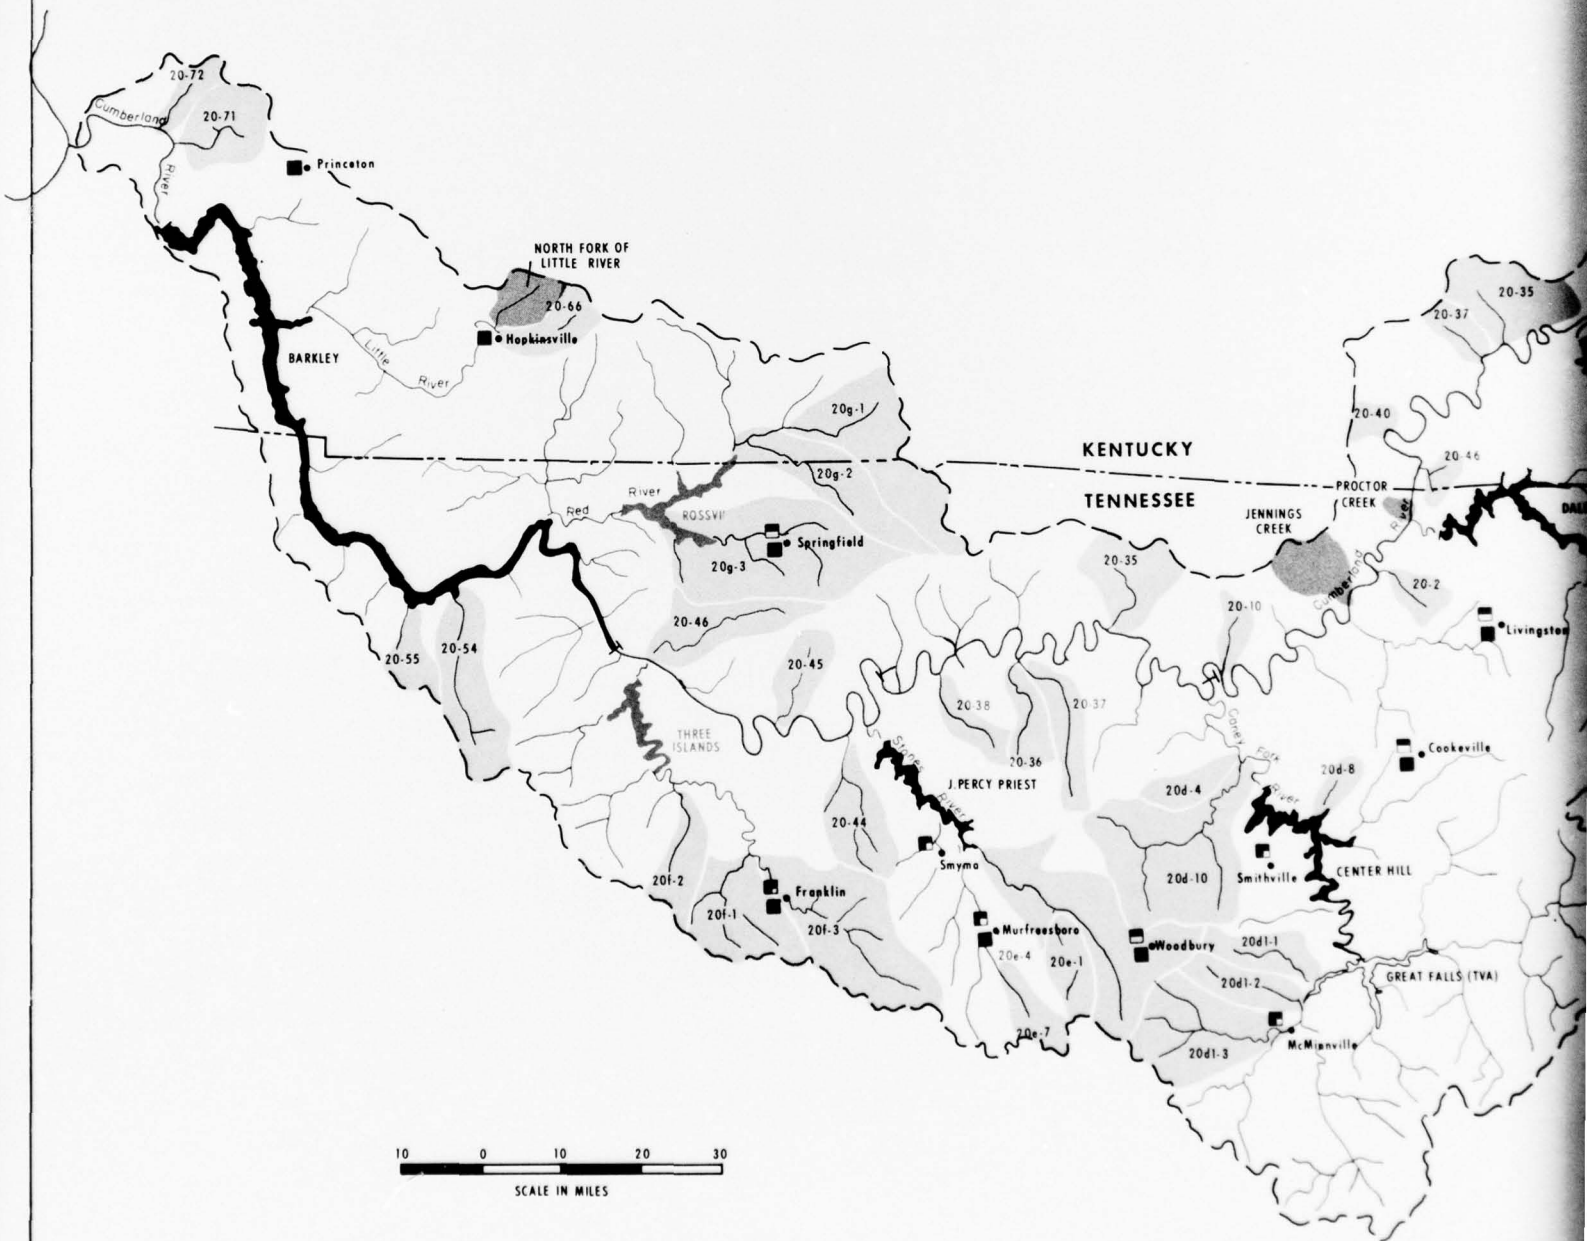 20-72
Cumberland
20-71
River
Princeton
NORTH FORK OF
LITTLE RIVER
20-66
Hopkinsville
BARKLEY
Little
River
20-35
20-37
20g-1
20-40
KENTUCKY
20-46
20g-2
TENNESSEE
PROCTOR
CREEK
River
River
Red
ROSSVI
JENNINGS
CREEK
DAL
Springfield
20g-3
20-35
Cumberland
20-2
20-10
20-46
Livingston
20-55
20-54
20-45
20-38
20-37
THREE
ISLANDS
Stones
River
Caney
Fork
River
Cookeville
20-36
J. PERCY PRIEST
20d-4
20d-8
20-44
Smyrna
Smithville
CENTER HILL
20f-2
20d-10
Franklin
20f-1
20f-3
Murfreesboro
20e-4
20e-1
Woodbury
20d1-1
20d1-2
GREAT FALLS (TVA)
20e-7
20d1-3
McMinnville
10 0 10 20 30
SCALE IN MILES